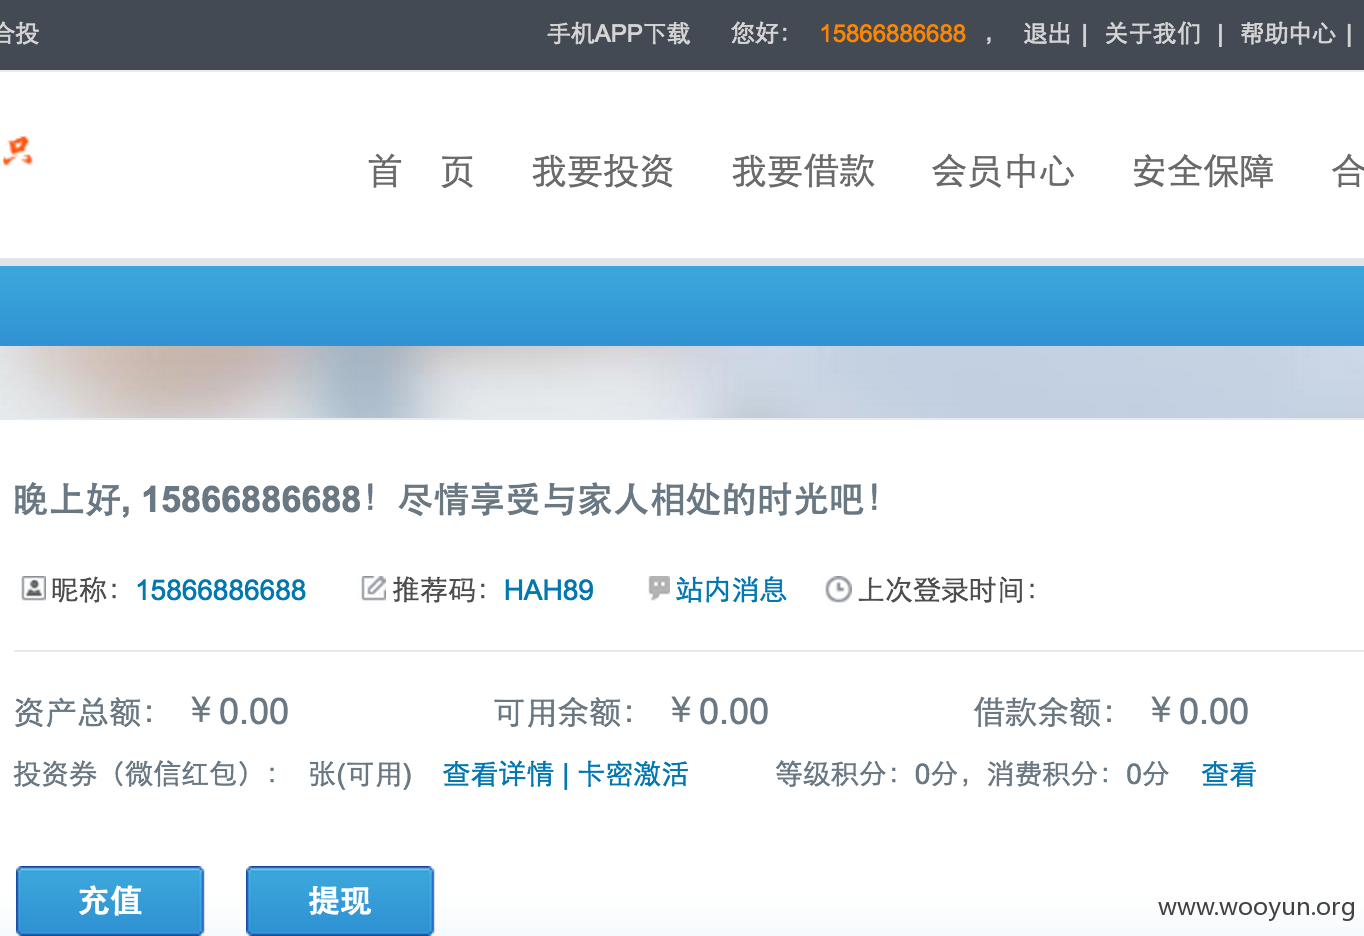 合投 手机APP下载 您好： 15866886688 ， 退出 | 关于我们 | 帮助中心 |
只
首 页 我要投资 我要借款 会员中心 安全保障 合
晚上好, 15866886688！尽情享受与家人相处的时光吧！
昵称：15866886688 推荐码：HAH89 站内消息 上次登录时间：
资产总额：￥0.00 可用余额：￥0.00 借款余额：￥0.00
投资券（微信红包）： 张(可用) 查看详情 | 卡密激活 等级积分：0分，消费积分：0分 查看
充值 提现
www.wooyun.org